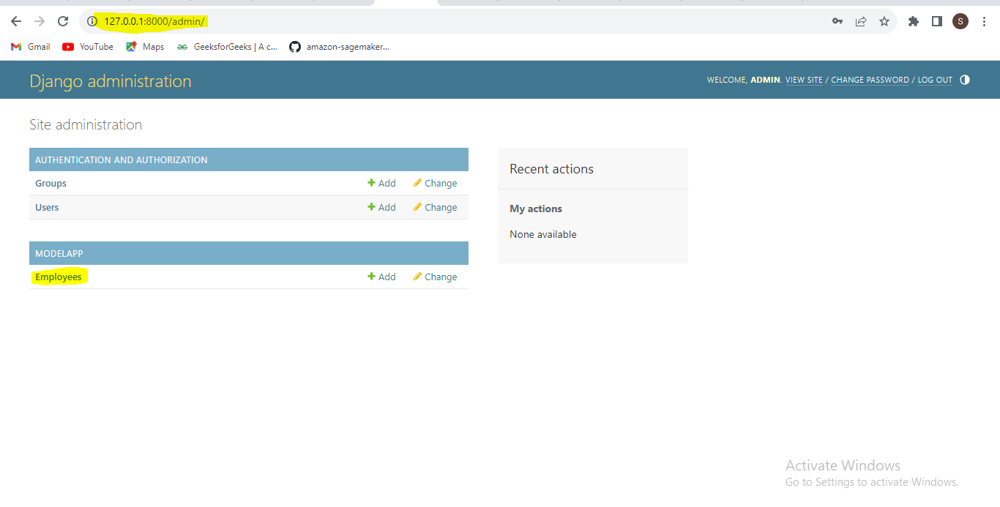 127.0.0.1:8000/admin/
S
Gmail YouTube Maps GeeksforGeeks | A c... amazon-sagemaker...
Django administration
WELCOME, ADMIN. VIEW SITE / CHANGE PASSWORD / LOG OUT
Site administration
AUTHENTICATION AND AUTHORIZATION
Groups Add Change
Users Add Change
MODELAPP
Employees Add Change
Recent actions
My actions
None available
Activate Windows
Go to Settings to activate Windows.